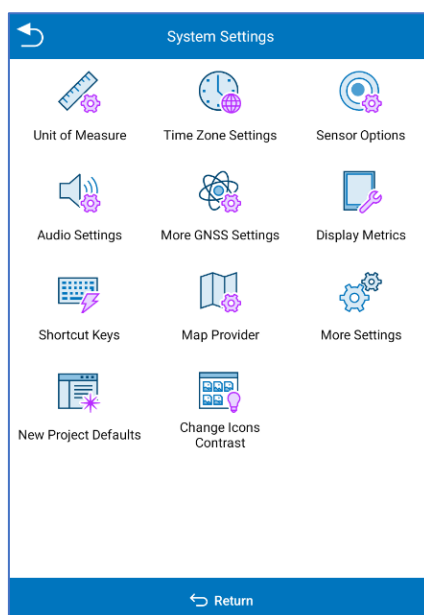 System Settings
Unit of Measure
Time Zone Settings
Sensor Options
Audio Settings
More GNSS Settings
Display Metrics
Shortcut Keys
Map Provider
More Settings
New Project Defaults
Change Icons
Contrast
Return